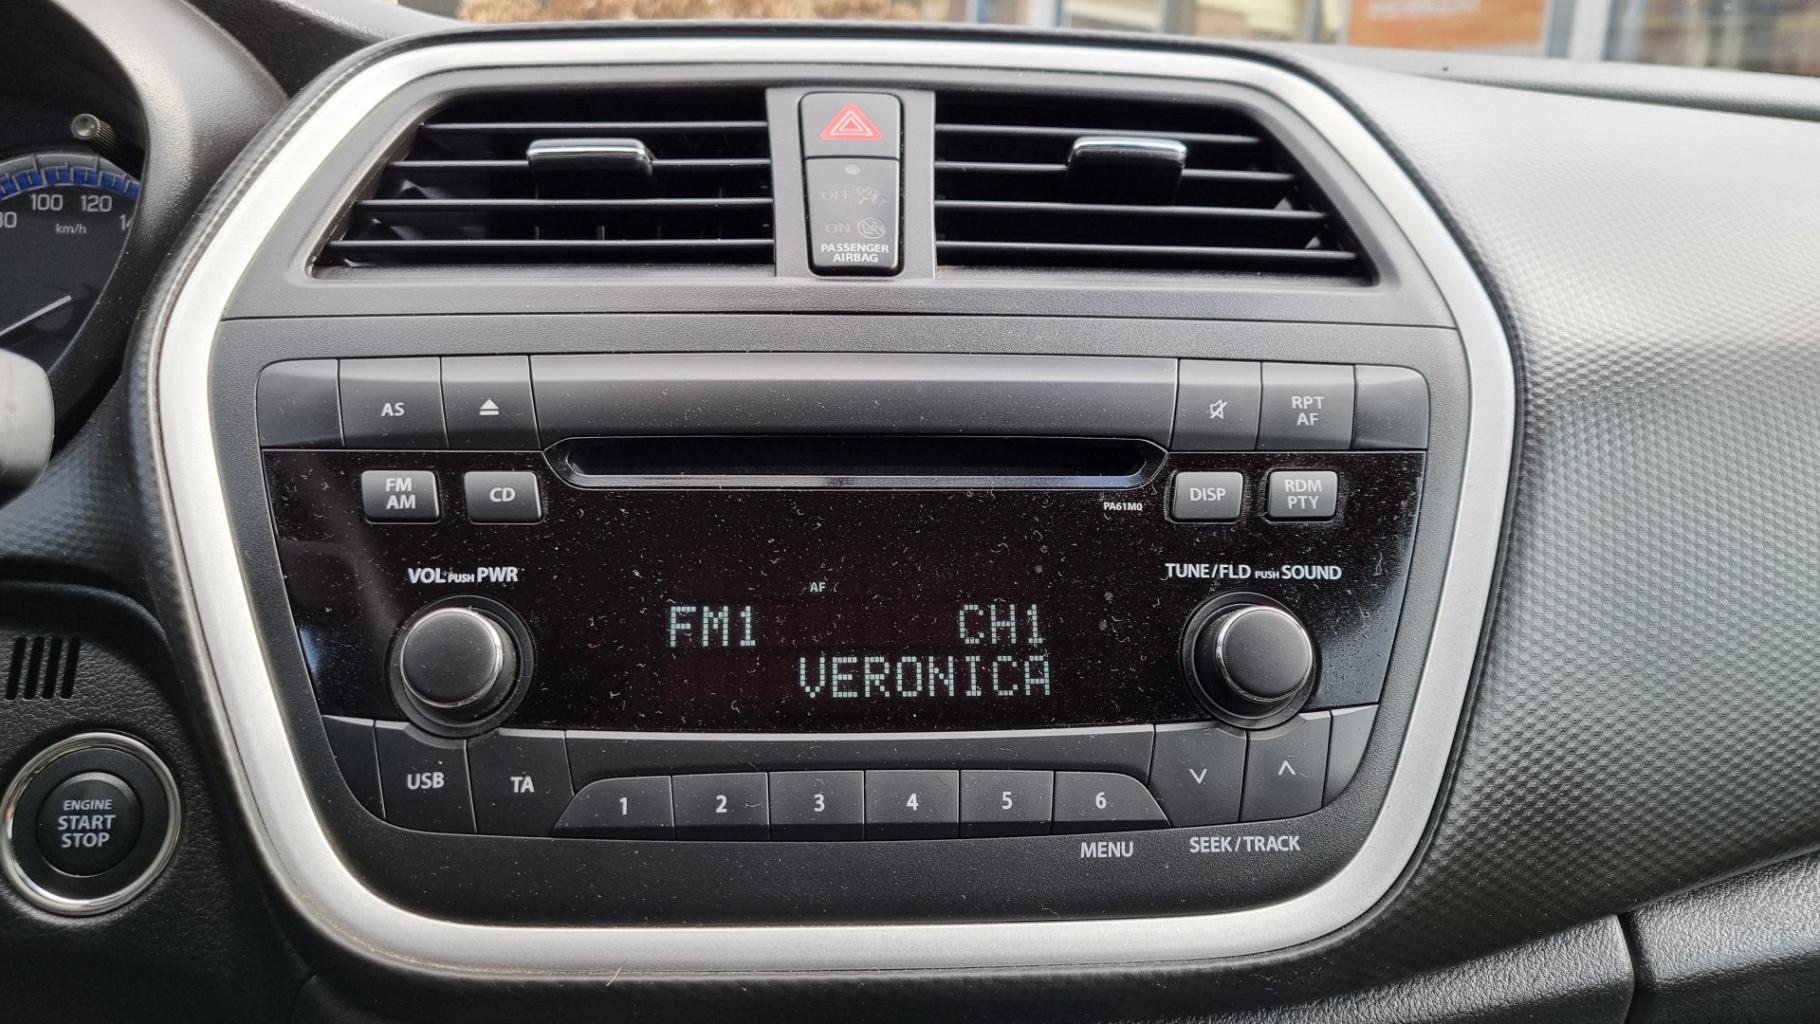 80 100 120
km/h
OFF
ON
PASSENGER
AIRBAG
AS
RPT
AF
FM
AM
CD
PA61M0
DISP
RDM
PTY
VOL PUSH PWR
TUNE/FLD PUSH SOUND
AF
FM1 CH1
VERONICA
USB
TA
1 2 3 4 5 6
MENU
SEEK/TRACK
ENGINE
START
STOP